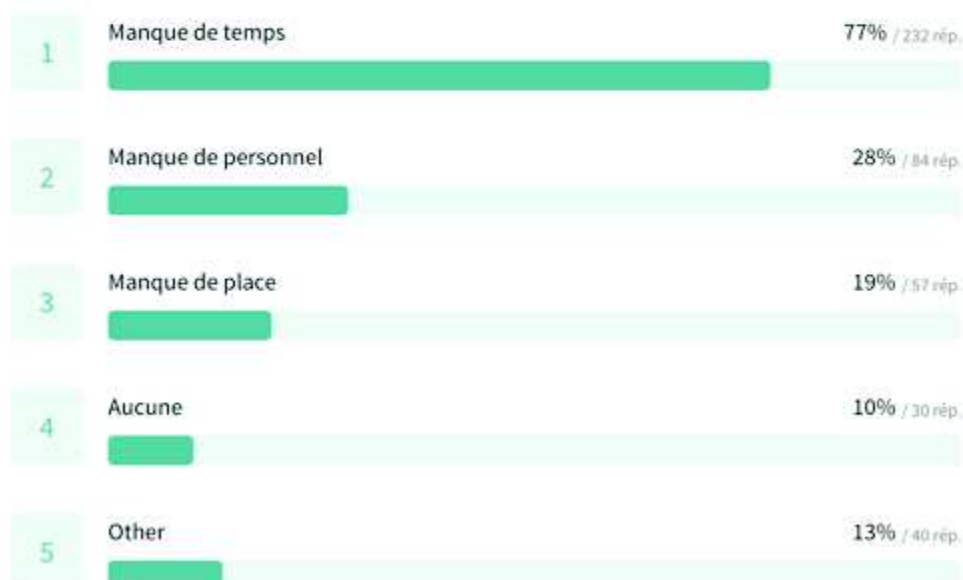 1
Manque de temps
77% / 232 rép.
2
Manque de personnel
28% / 84 rép.
3
Manque de place
19% / 57 rép.
4
Aucune
10% / 30 rép.
5
Other
13% / 40 rép.